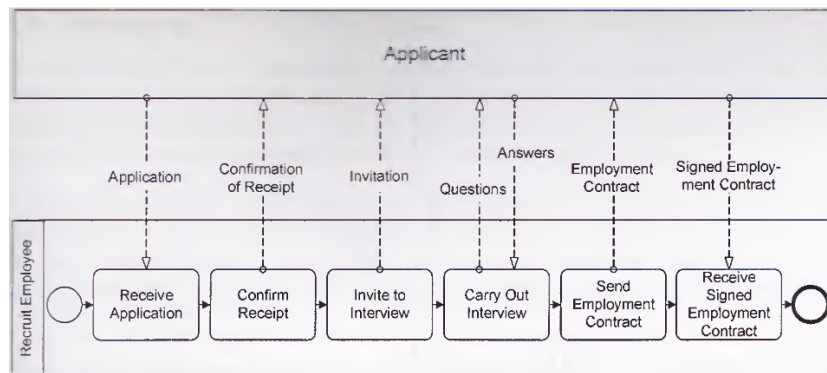 Applicant
Application
Confirmation
of Receipt
Invitation
Questions
Answers
Employment
Contract
Signed Employ-
ment Contract
Recruit Employee
Receive
Application
Confirm
Receipt
Invite to
Interview
Carry Out
Interview
Send
Employment
Contract
Receive
Signed
Employment
Contract